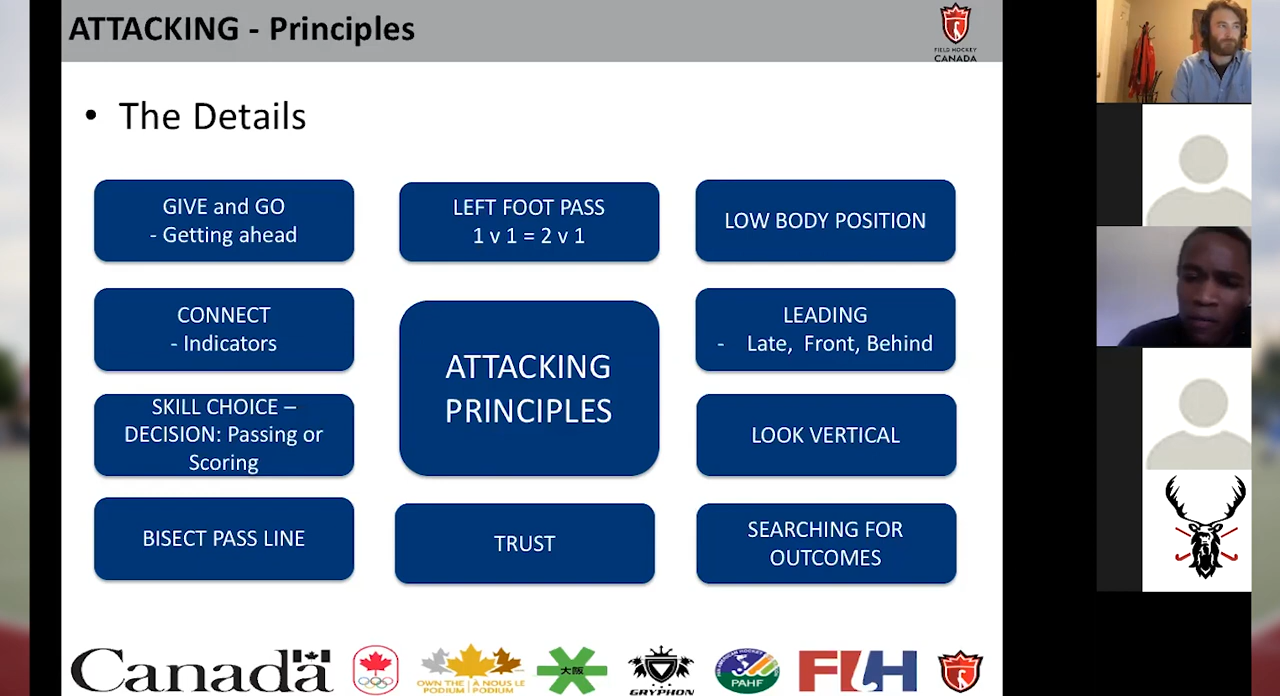 ATTACKING - Principles
FIELD HOCKEY
CANADA
• The Details
GIVE and GO
- Getting ahead
LEFT FOOT PASS
1 v 1 = 2 v 1
LOW BODY POSITION
CONNECT
- Indicators
ATTACKING
PRINCIPLES
LEADING
- Late, Front, Behind
SKILL CHOICE –
DECISION: Passing or
Scoring
LOOK VERTICAL
BISECT PASS LINE
TRUST
SEARCHING FOR
OUTCOMES
Canada
OWN THE
PODIUM
À NOUS LE
PODIUM
大阪
GRYPHON
PAHF
FIH